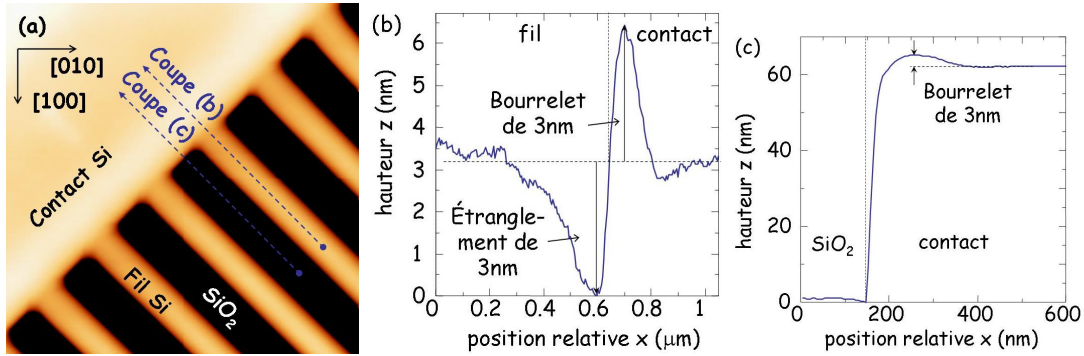 (a)
[010]
[100]
Coupe (b)
Coupe (c)
Contact Si
Fil Si
SiO2
(b)
fil
contact
Bourrelet
de 3nm
Étrangle-
ment de
3nm
hauteur z (nm)
6
5
4
3
2
1
0
0.0
0.2
0.4
0.6
0.8
1.0
position relative x (μm)
(c)
Bourrelet
de 3nm
SiO2
contact
hauteur z (nm)
60
40
20
0
0
200
400
600
position relative x (nm)